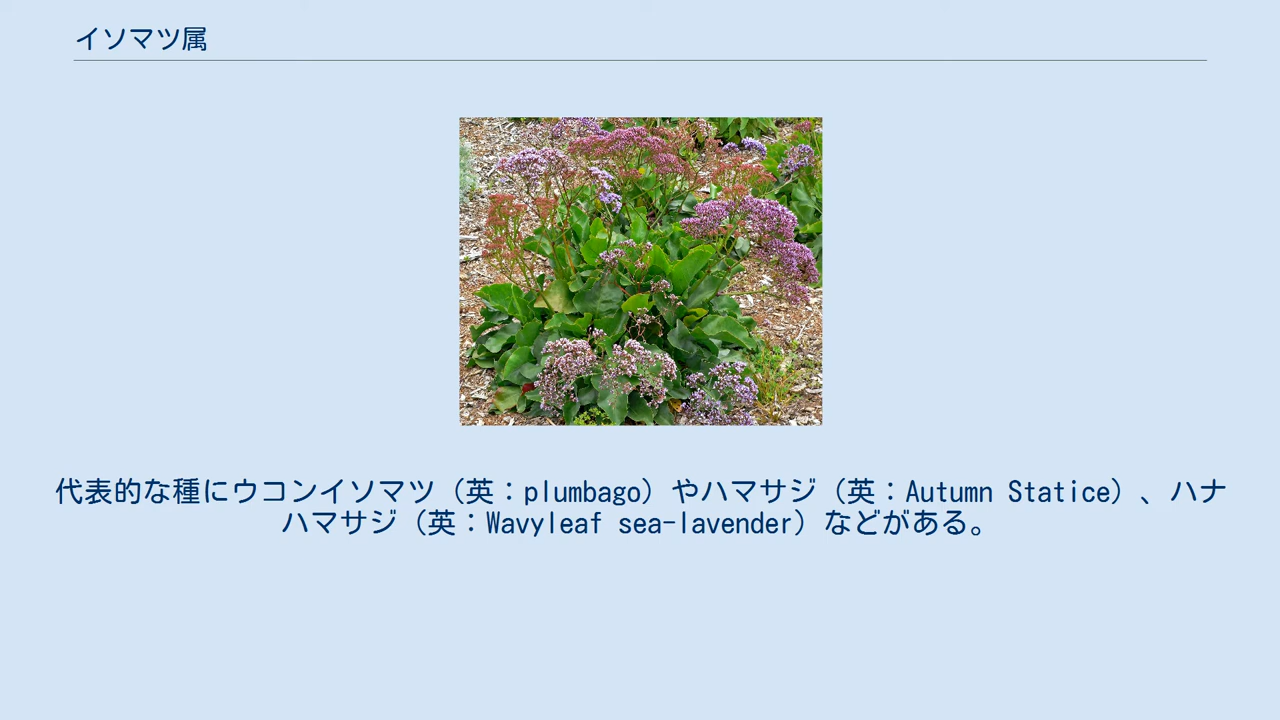 イソマツ属
代表的な種にウコンイソマツ（英：plumbago）やハマサジ（英：Autumn Statice）、ハナ
ハマサジ（英：Wavyleaf sea-lavender）などがある。